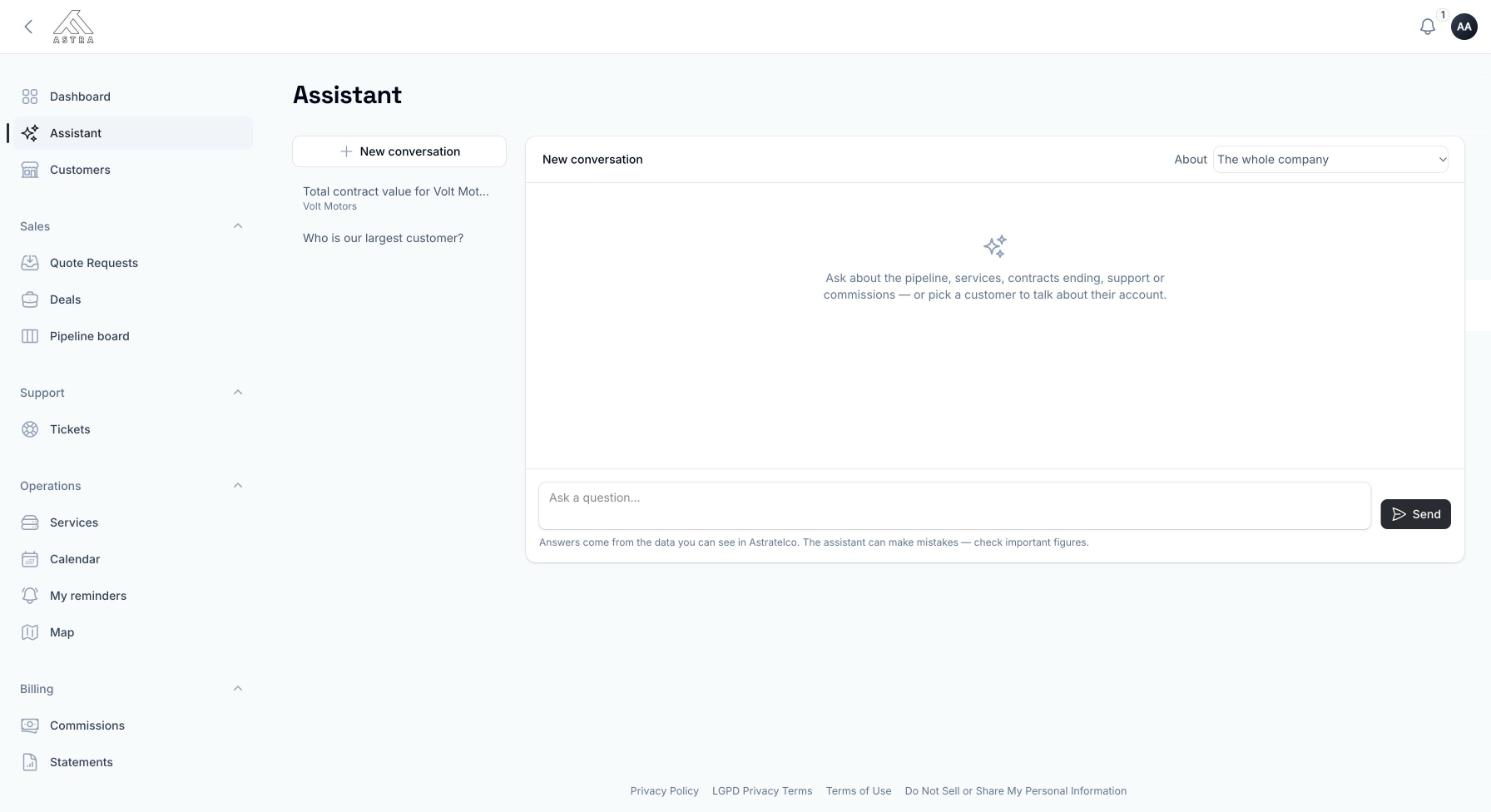 ASTRA
1
AA
Dashboard
Assistant
Customers
Sales
Quote Requests
Deals
Pipeline board
Support
Tickets
Operations
Services
Calendar
My reminders
Map
Billing
Commissions
Statements
Assistant
New conversation
Total contract value for Volt Mot...
Volt Motors
Who is our largest customer?
New conversation
About The whole company
Ask about the pipeline, services, contracts ending, support or
commissions — or pick a customer to talk about their account.
Ask a question...
Send
Answers come from the data you can see in Astratelco. The assistant can make mistakes — check important figures.
Privacy Policy LGPD Privacy Terms Terms of Use Do Not Sell or Share My Personal Information